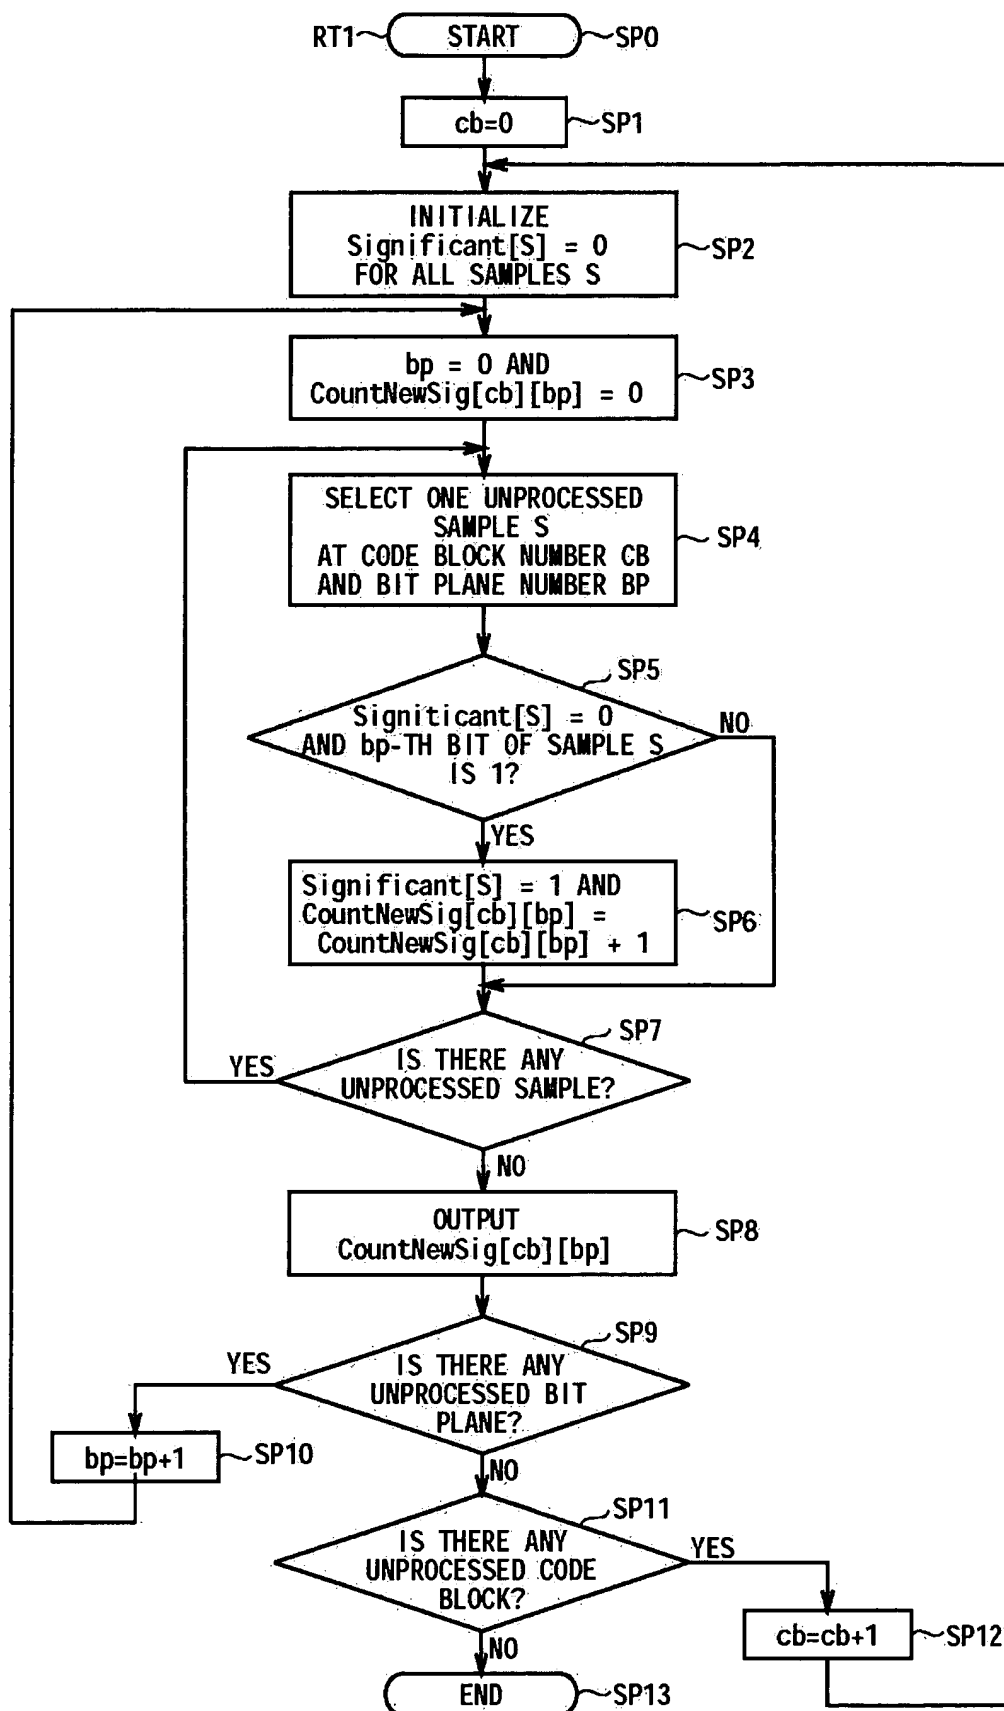 RT1
START
SP0
cb=0
SP1
INITIALIZE
Significant[S] = 0
FOR ALL SAMPLES S
SP2
bp = 0 AND
CountNewSig[cb][bp] = 0
SP3
SELECT ONE UNPROCESSED
SAMPLE S
AT CODE BLOCK NUMBER CB
AND BIT PLANE NUMBER BP
SP4
SP5
Signiticant[S] = 0
AND bp-TH BIT OF SAMPLE S
IS 1?
NO
YES
Significant[S] = 1 AND
CountNewSig[cb][bp] =
CountNewSig[cb][bp] + 1
SP6
SP7
IS THERE ANY
UNPROCESSED SAMPLE?
YES
NO
OUTPUT
CountNewSig[cb][bp]
SP8
SP9
YES
IS THERE ANY
UNPROCESSED BIT
PLANE?
bp=bp+1
SP10
NO
SP11
IS THERE ANY
UNPROCESSED CODE
BLOCK?
YES
cb=cb+1
SP12
NO
END
SP13